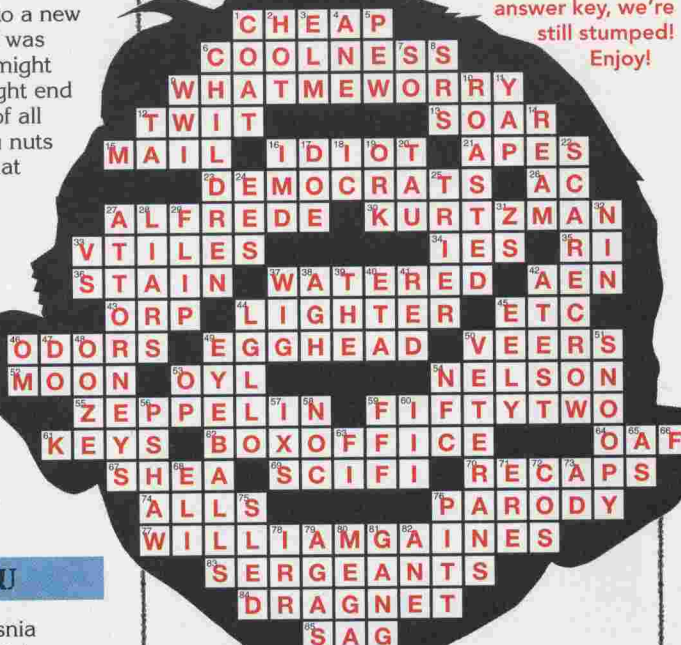 to a new
was
might
ght end
of all
nuts
at
answer key, we're
still stumped!
Enjoy!
CHEAP
COOLNESS
WHATMEWORRY
TWIT SOAR
MAIL IDIOT APES
DEMOCRATS AC
ALFREDE KURTZMAN
VTILES IES RI
STAIN WATERED AEN
ORP LIGHTER ETC
ODORS EGGHEAD VEERS
MOON OYL NELSON
ZEPPELIN FIFTYTWO
KEYS BOXOFFICE OAF
SHEA SCIFI RECAPS
ALLS PARODY
WILLIAMGAINES
SERGEANTS
DRAGNET
SAG
U
snia